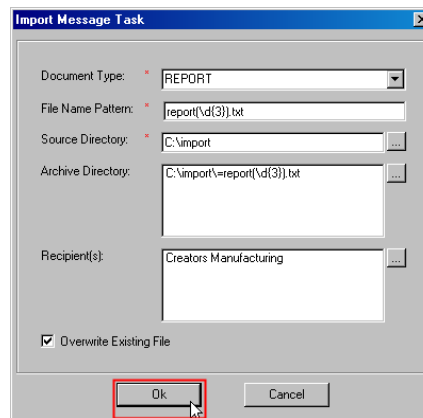 Import Message Task
Document Type: * REPORT
File Name Pattern: * report(\d{3}).txt
Source Directory: * C:\import ...
Archive Directory: C:\import\=report(\d{3}).txt ...
Recipient(s): Creators Manufacturing ...
Overwrite Existing File
Ok Cancel